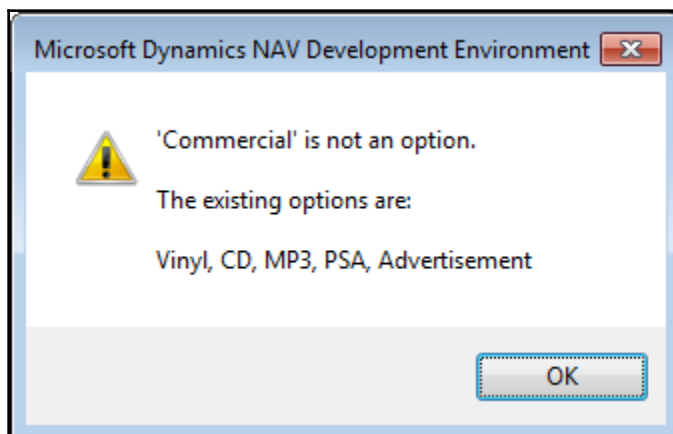 Microsoft Dynamics NAV Development Environment
'Commercial' is not an option.
The existing options are:
Vinyl, CD, MP3, PSA, Advertisement
OK